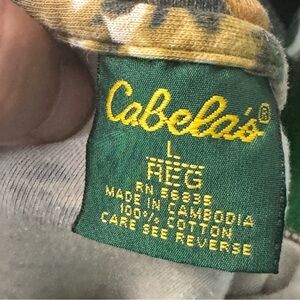 Cabela's®
L
REG
RN 56835
MADE IN CAMBODIA
100% COTTON
CARE SEE REVERSE